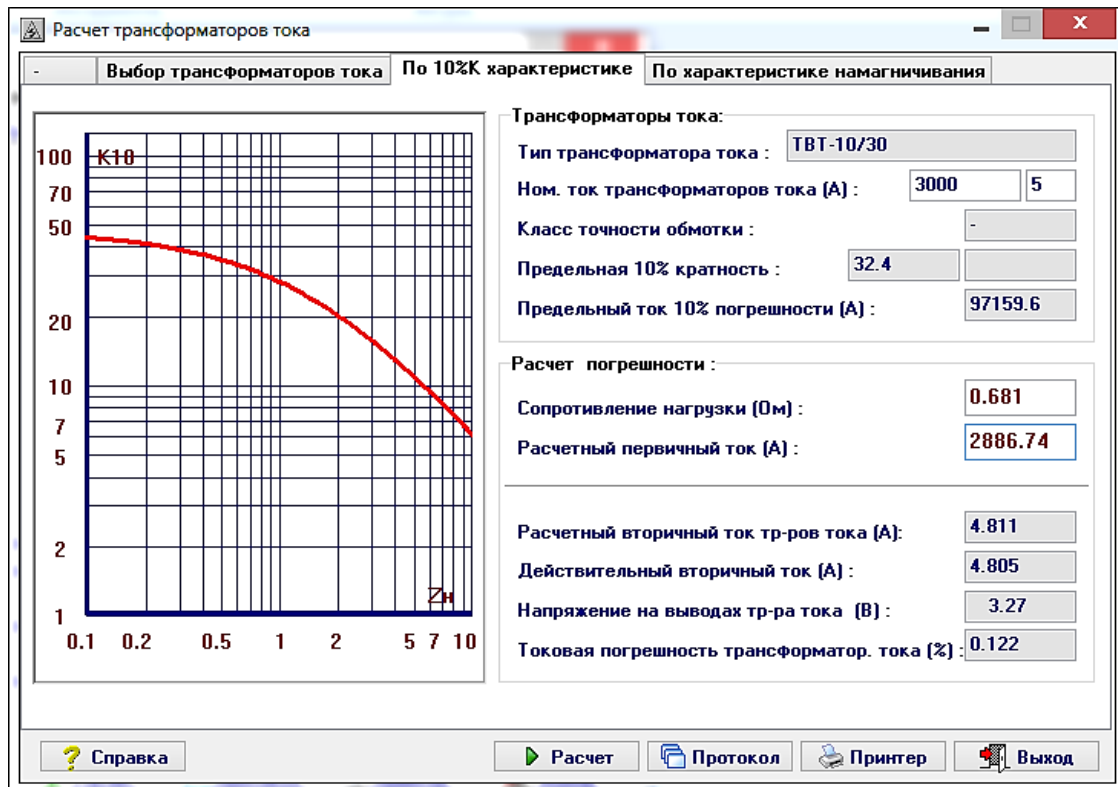 Расчет трансформаторов тока
x
-
Выбор трансформаторов тока
По 10%К характеристике
По характеристике намагничивания
K10
100
70
50
20
10
7
5
2
1
Zн
0.1 0.2 0.5 1 2 5 7 10
Трансформаторы тока:
Тип трансформатора тока : ТВТ-10/30
Ном. ток трансформаторов тока (А) : 3000 5
Класс точности обмотки : -
Предельная 10% кратность : 32.4
Предельный ток 10% погрешности (А) : 97159.6
Расчет погрешности :
Сопротивление нагрузки (Ом) : 0.681
Расчетный первичный ток (А) : 2886.74
Расчетный вторичный ток тр-ров тока (А): 4.811
Действительный вторичный ток (А) : 4.805
Напряжение на выводах тр-ра тока (В) : 3.27
Токовая погрешность трансформатор. тока (%) : 0.122
? Справка
Расчет
Протокол
Принтер
Выход